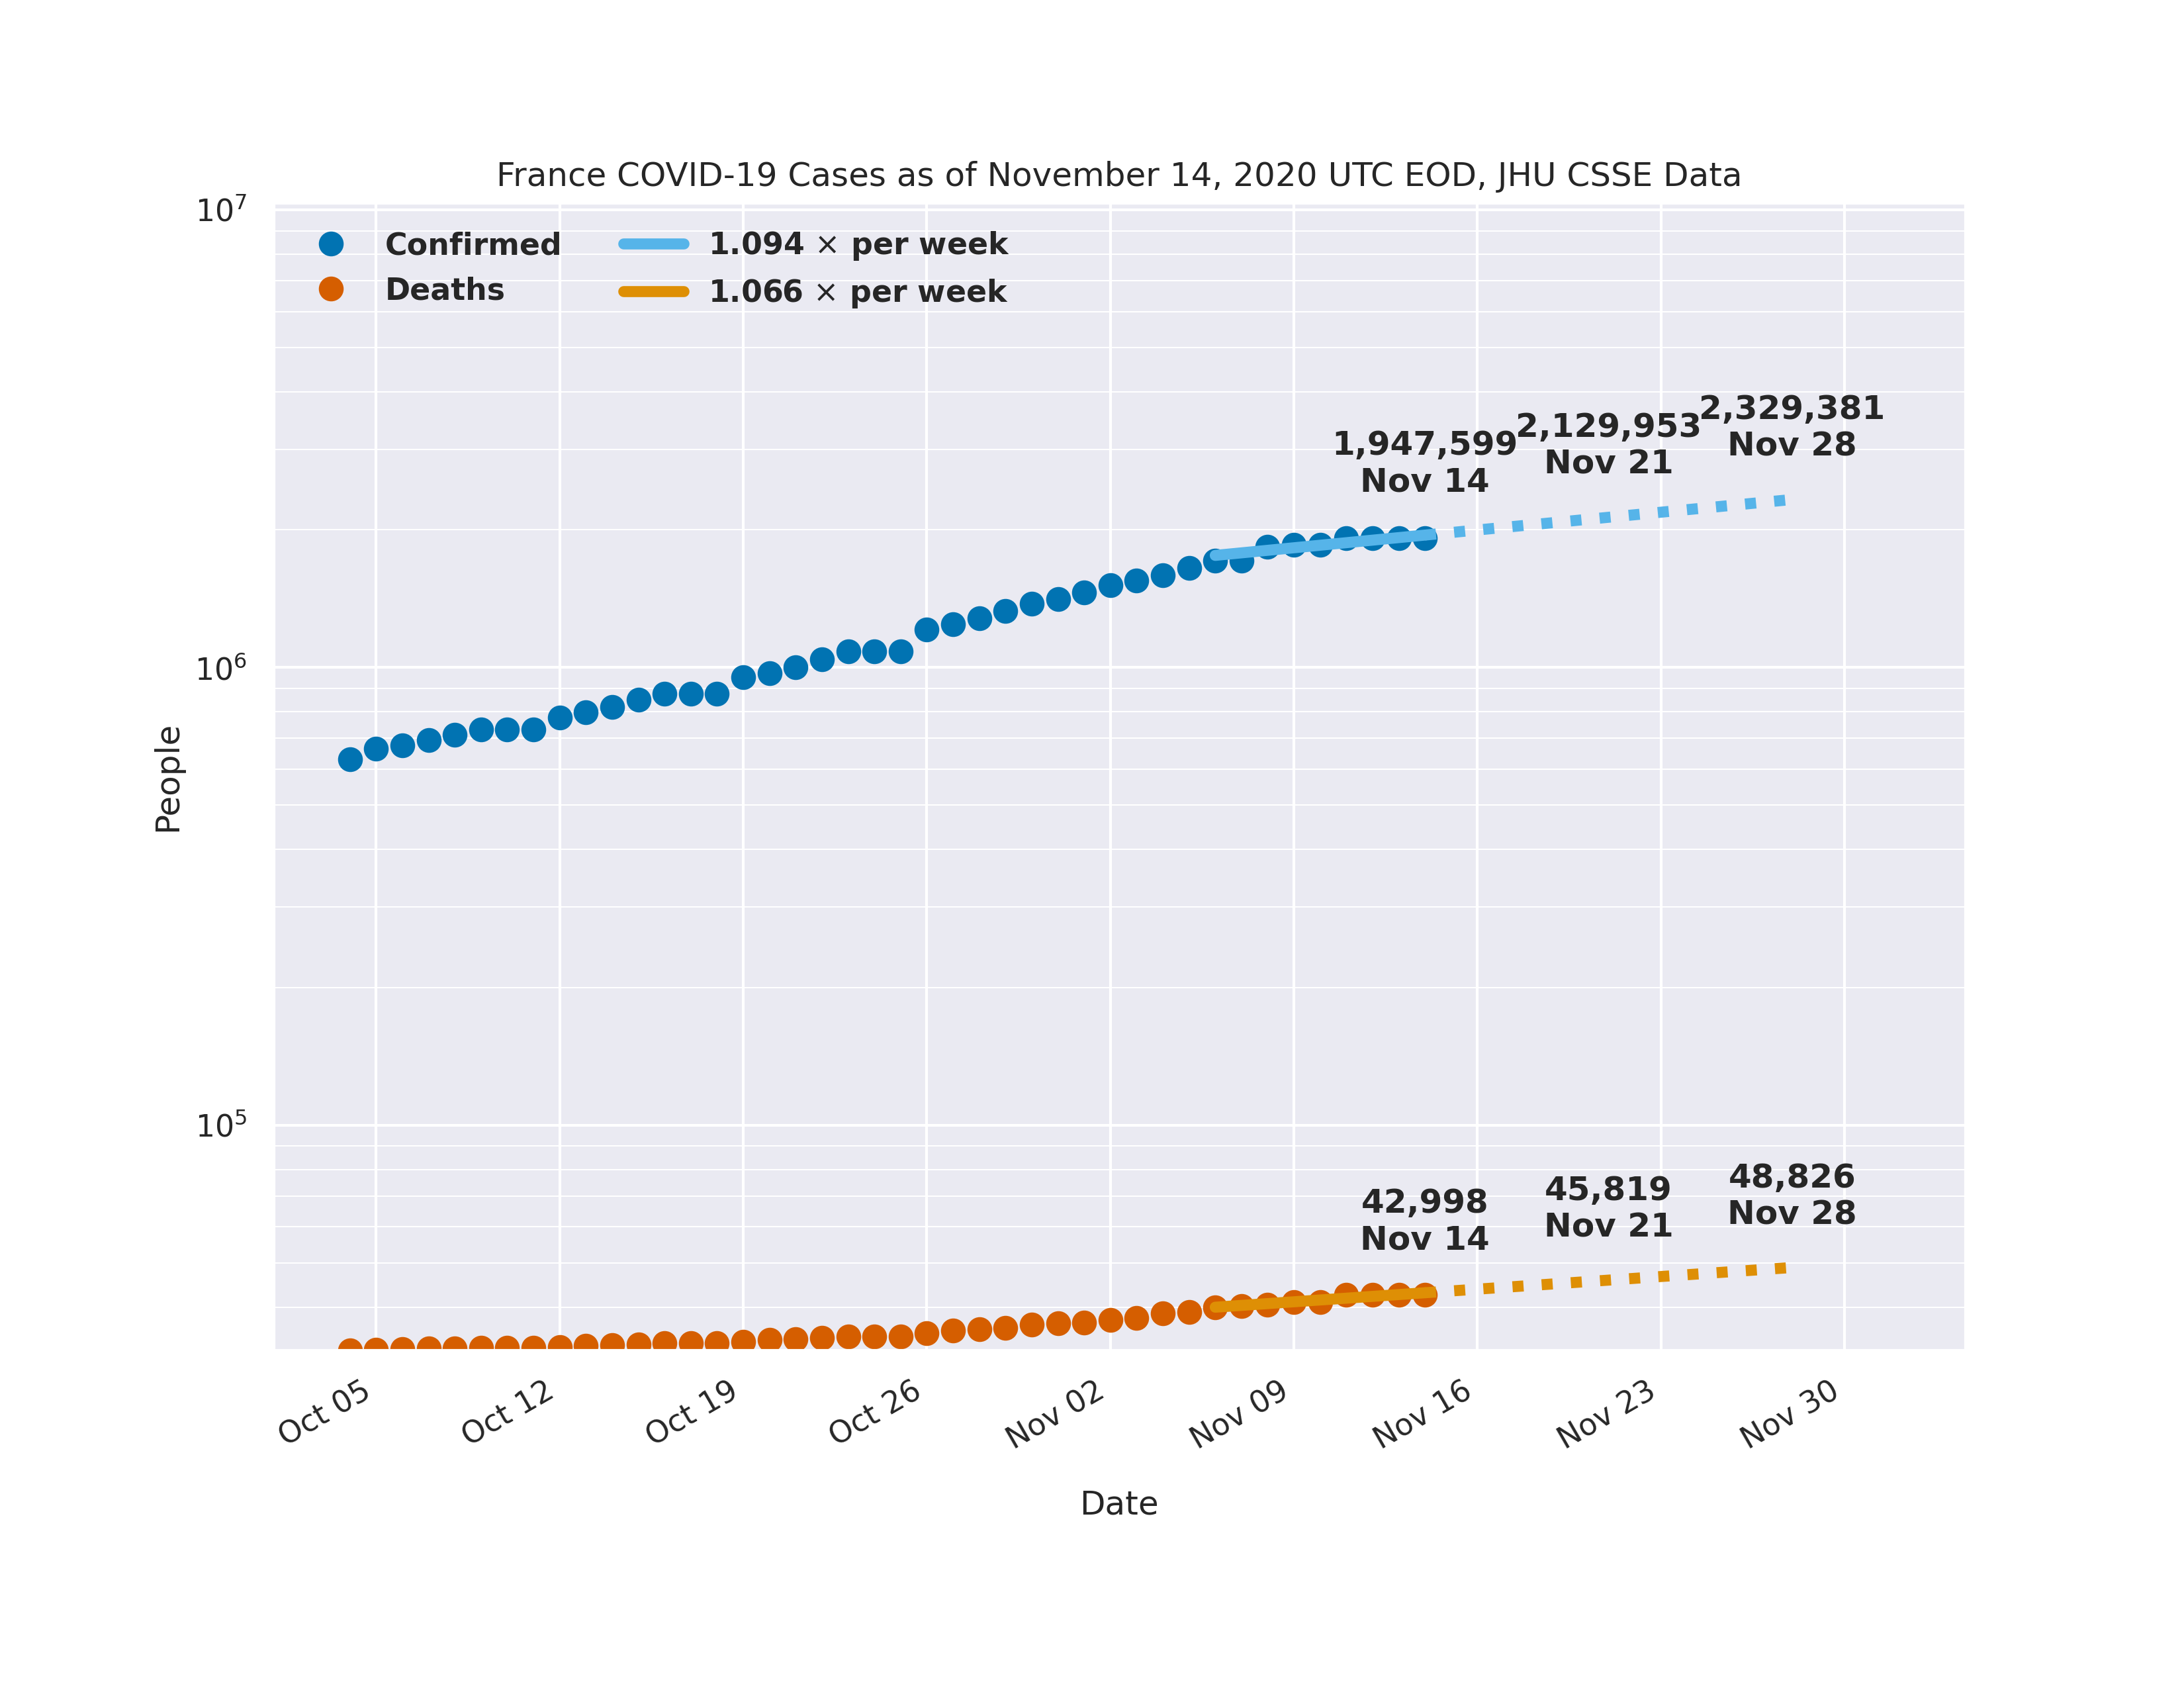 France COVID-19 Cases as of November 14, 2020 UTC EOD, JHU CSSE Data
10⁷
Confirmed
Deaths
1.094 × per week
1.066 × per week
1,947,599
Nov 14
2,129,953
Nov 21
2,329,381
Nov 28
10⁶
People
10⁵
42,998
Nov 14
45,819
Nov 21
48,826
Nov 28
Oct 05
Oct 12
Oct 19
Oct 26
Nov 02
Nov 09
Nov 16
Nov 23
Nov 30
Date